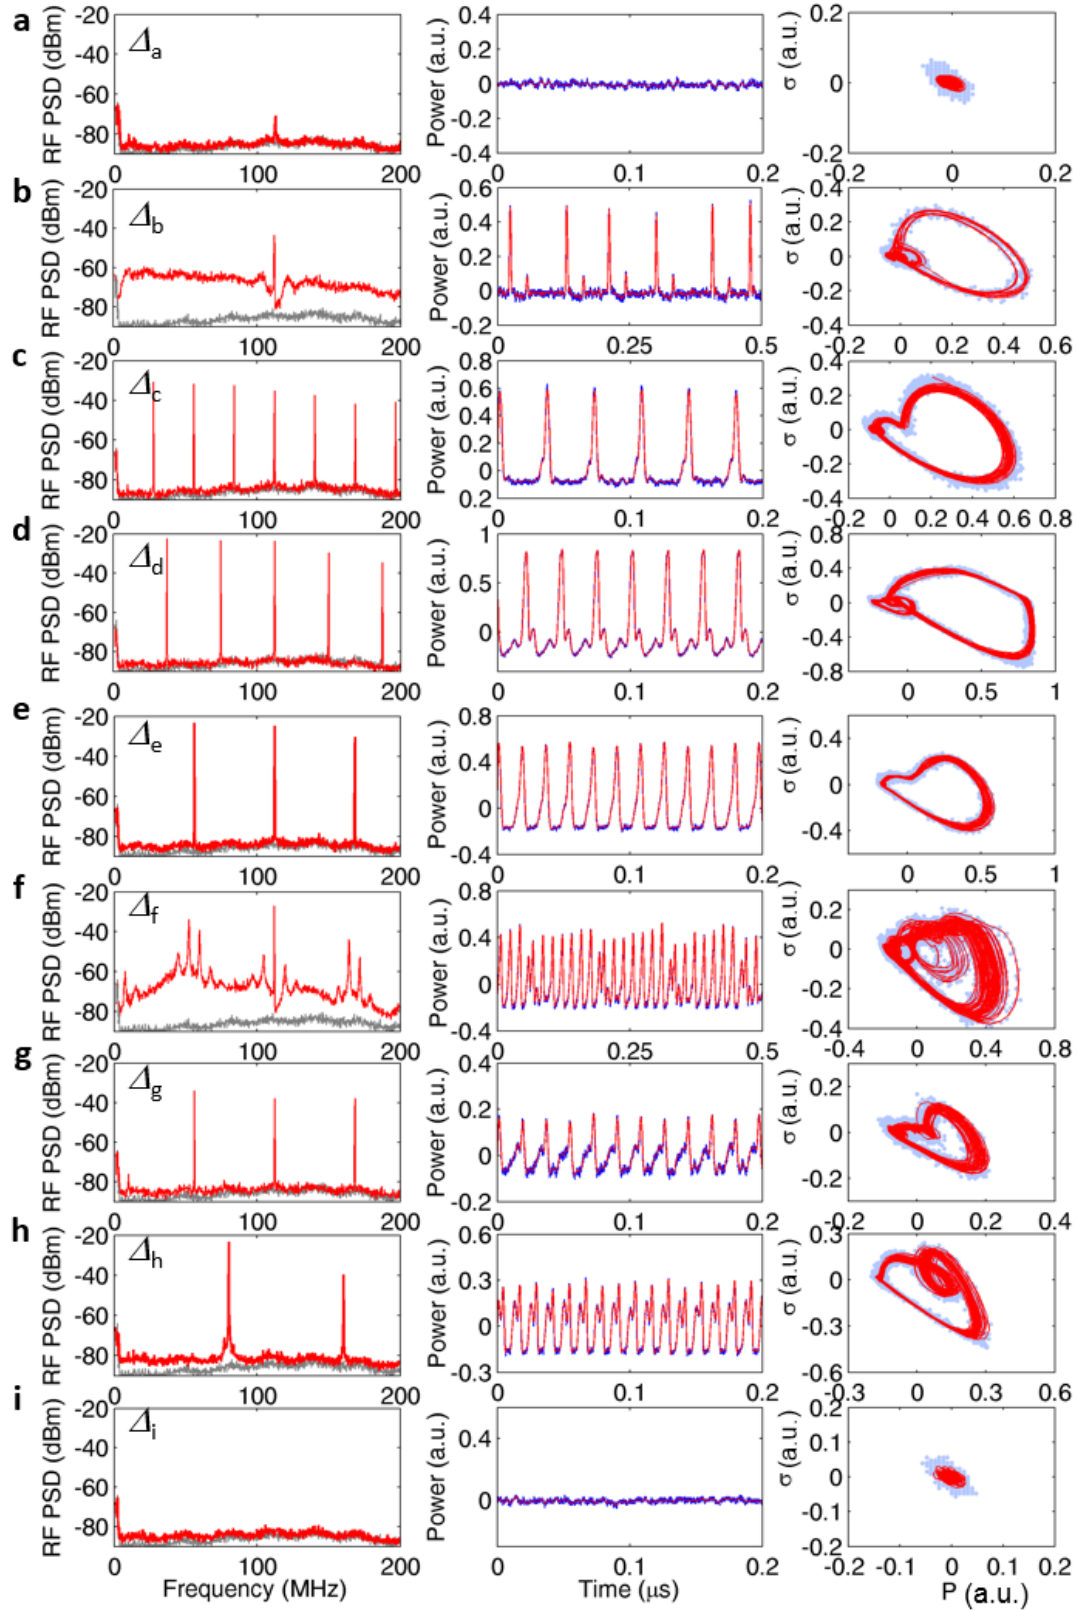 a
RF PSD (dBm)
-20
-40
-60
-80
Δa
0 100 200
Power (a.u.)
0.4
0.2
0
-0.2
-0.4
0 0.1 0.2
σ (a.u.)
0.2
0
-0.2
-0.2 0 0.2
b
RF PSD (dBm)
-20
-40
-60
-80
Δb
0 100 200
Power (a.u.)
0.6
0.4
0.2
0
-0.2
0 0.25 0.5
σ (a.u.)
0.4
0.2
0
-0.2
-0.4
-0.2 0 0.2 0.4 0.6
c
RF PSD (dBm)
-20
-40
-60
-80
Δc
0 100 200
Power (a.u.)
0.8
0.6
0.4
0.2
0
0.2
0 0.1 0.2
σ (a.u.)
0.4
0.2
0
-0.2
-0.4
-0.2 0 0.2 0.4 0.6 0.8
d
RF PSD (dBm)
-20
-40
-60
-80
Δd
0 100 200
Power (a.u.)
1
0.5
0
0 0.1 0.2
σ (a.u.)
0.8
0.4
0
-0.4
-0.8
0 0.5 1
e
RF PSD (dBm)
-20
-40
-60
-80
Δe
0 100 200
Power (a.u.)
0.8
0.4
0
-0.4
0 0.1 0.2
σ (a.u.)
0.4
0
-0.4
0 0.5 1
f
RF PSD (dBm)
-20
-40
-60
-80
Δf
0 100 200
Power (a.u.)
0.8
0.4
0
-0.4
0 0.25 0.5
σ (a.u.)
0.2
0
-0.2
-0.4
-0.4 0 0.4 0.8
g
RF PSD (dBm)
-20
-40
-60
-80
Δg
0 100 200
Power (a.u.)
0.4
0.2
0
-0.2
0 0.1 0.2
σ (a.u.)
0.2
0
-0.2
-0.2 0 0.2 0.4
h
RF PSD (dBm)
-20
-40
-60
-80
Δh
0 100 200
Power (a.u.)
0.6
0.3
0
-0.3
0 0.1 0.2
σ (a.u.)
0.3
0
-0.3
-0.6
-0.3 0 0.3 0.6
i
RF PSD (dBm)
-20
-40
-60
-80
Δi
0 100 200
Frequency (MHz)
Power (a.u.)
0.4
0
0 0.1 0.2
Time (μs)
σ (a.u.)
0.2
0.1
0
-0.1
-0.2
-0.2 -0.1 0 0.1 0.2
P (a.u.)